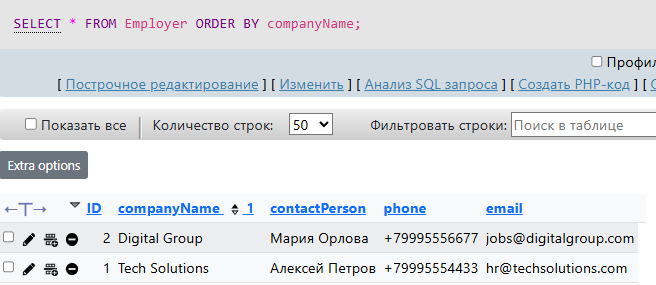 SELECT * FROM Employer ORDER BY companyName;
Профил
[ Построчное редактирование ] [ Изменить ] [ Анализ SQL запроса ] [ Создать PHP-код ] [
Показать все Количество строк: 50 Фильтровать строки: Поиск в таблице
Extra options
←T→ ID companyName 1 contactPerson phone email
2 Digital Group Мария Орлова +79995556677 jobs@digitalgroup.com
1 Tech Solutions Алексей Петров +79995554433 hr@techsolutions.com